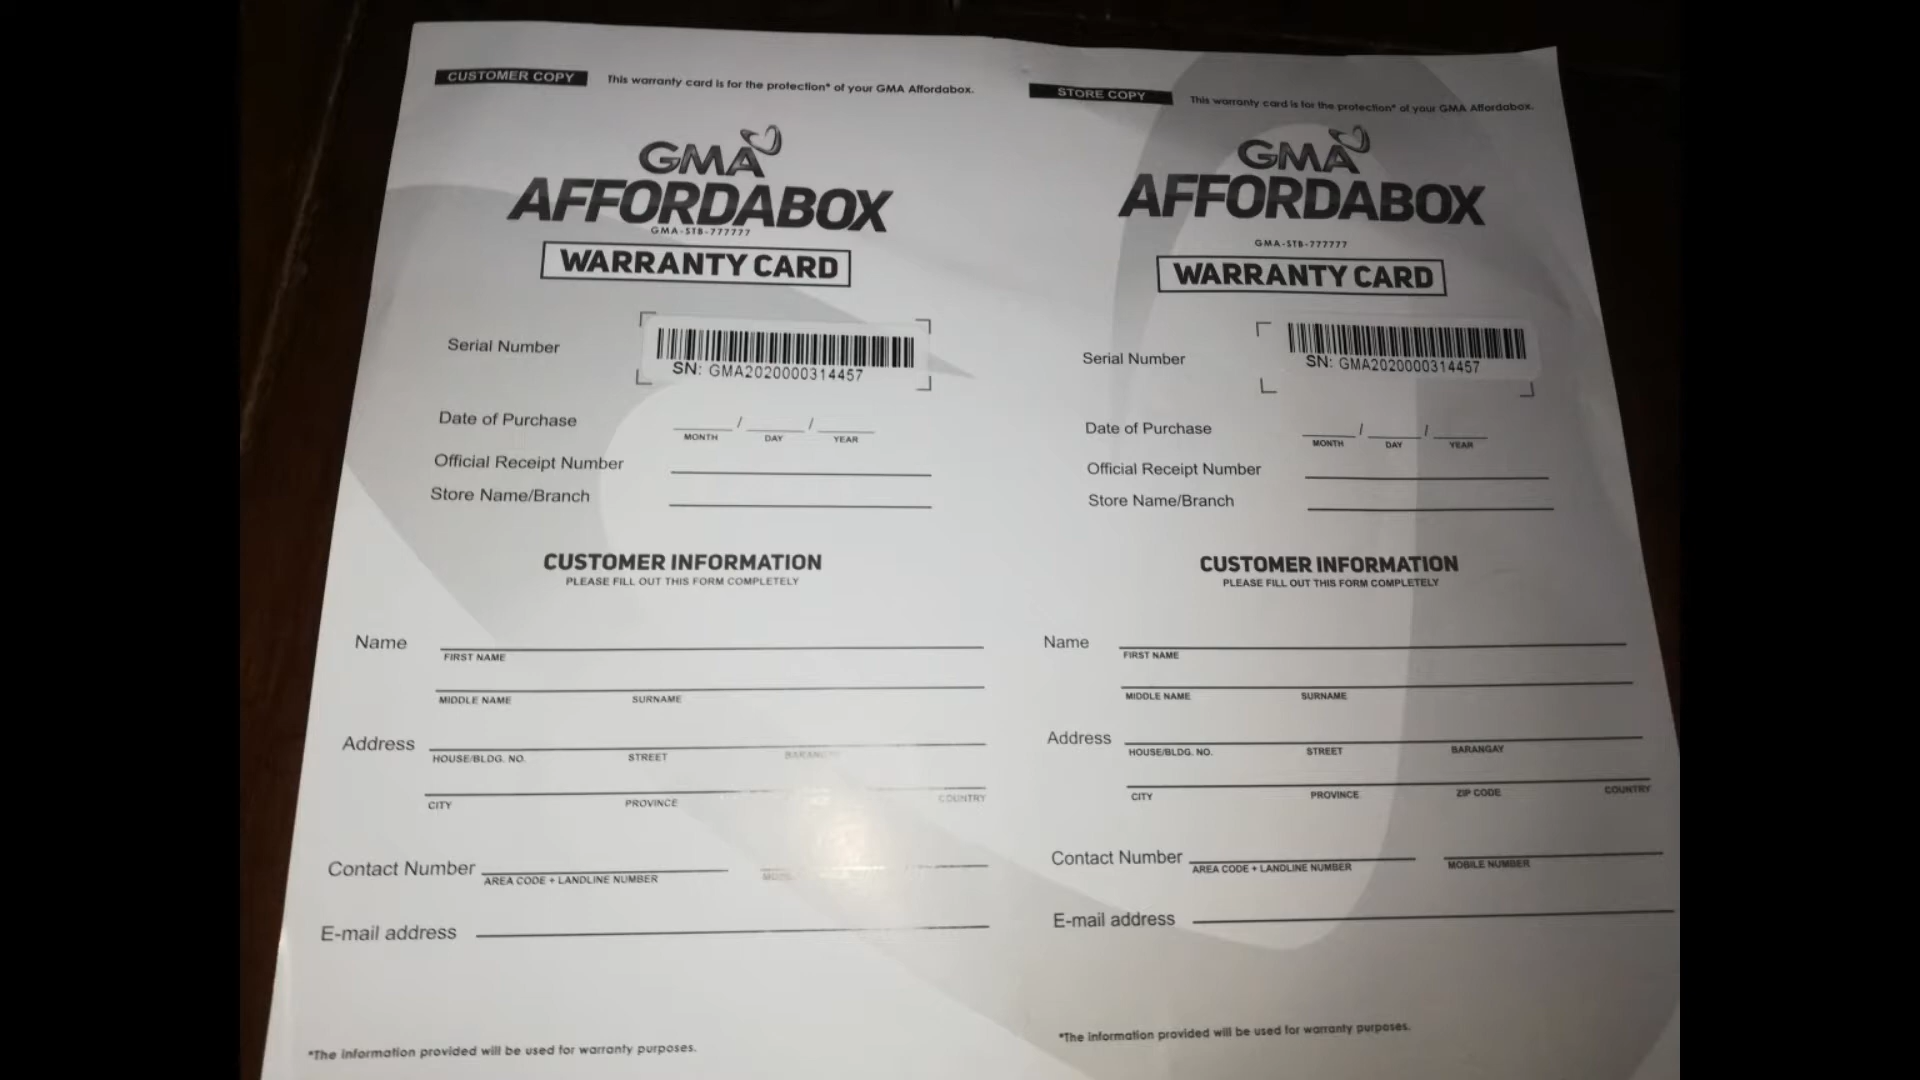 CUSTOMER COPY This warranty card is for the protection* of your GMA Affordabox.
GMA
AFFORDABOX
GMA-STB-777777
WARRANTY CARD
Serial Number
SN: GMA2020000314457
Date of Purchase / /
MONTH DAY YEAR
Official Receipt Number
Store Name/Branch
CUSTOMER INFORMATION
PLEASE FILL OUT THIS FORM COMPLETELY
Name
FIRST NAME
MIDDLE NAME SURNAME
Address
HOUSE/BLDG. NO. STREET BARANGAY
CITY PROVINCE COUNTRY
Contact Number
AREA CODE + LANDLINE NUMBER
E-mail address
*The information provided will be used for warranty purposes.
STORE COPY This warranty card is for the protection* of your GMA Affordabox.
GMA
AFFORDABOX
GMA-STB-777777
WARRANTY CARD
Serial Number
SN: GMA2020000314457
Date of Purchase / /
MONTH DAY YEAR
Official Receipt Number
Store Name/Branch
CUSTOMER INFORMATION
PLEASE FILL OUT THIS FORM COMPLETELY
Name
FIRST NAME
MIDDLE NAME SURNAME
Address
HOUSE/BLDG. NO. STREET BARANGAY
CITY PROVINCE ZIP CODE COUNTRY
Contact Number
AREA CODE + LANDLINE NUMBER MOBILE NUMBER
E-mail address
*The information provided will be used for warranty purposes.